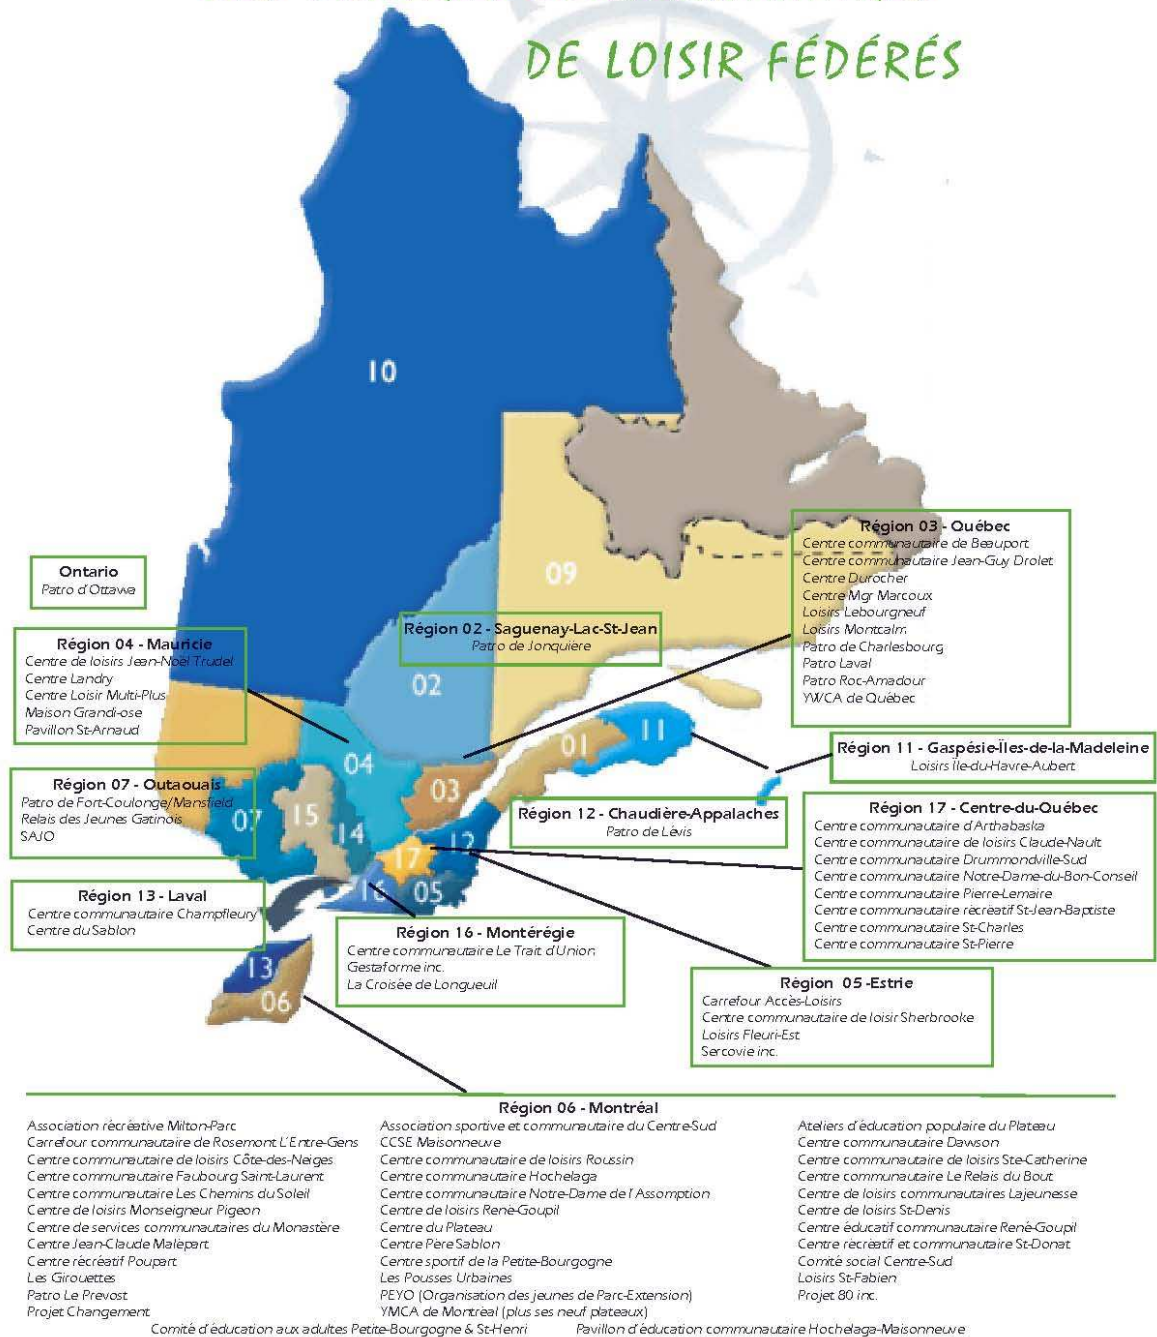 DE LOISIR FÉDÉRÉS
10
09
02
Région 03 - Québec
Centre communautaire de Beauport
Centre communautaire Jean-Guy Drolet
Centre Durocher
Centre Mgr Marcoux
Loisirs Lebourgneuf
Loisirs Montcalm
Patro de Charlesbourg
Patro Laval
Patro Roc-Amadour
YWCA de Québec
Ontario
Patro d'Ottawa
Région 02 - Saguenay-Lac-St-Jean
Patro de Jonquière
Région 04 - Mauricie
Centre de loisirs Jean-Noël Trudel
Centre Landry
Centre Loisir Multi-Plus
Maison Grandi-ose
Pavillon St-Arnaud
01
11
04
03
Région 11 - Gaspésie-Îles-de-la-Madeleine
Loisirs Île-du-Havre-Aubert
Région 07 - Outaouais
Patro de Fort-Coulonge/Mansfield
Relais des Jeunes Gatinois
SAJO
07
15
14
Région 12 - Chaudière-Appalaches
Patro de Lévis
12
17
16
05
Région 17 - Centre-du-Québec
Centre communautaire d'Arthabaska
Centre communautaire de loisirs Claude-Nault
Centre communautaire Drummondville-Sud
Centre communautaire Notre-Dame-du-Bon-Conseil
Centre communautaire Pierre-Lemaire
Centre communautaire récréatif St-Jean-Baptiste
Centre communautaire St-Charles
Centre communautaire St-Pierre
Région 13 - Laval
Centre communautaire Champfleury
Centre du Sablon
Région 16 - Montérégie
Centre communautaire Le Trait d'Union
Gestaforme inc.
La Croisée de Longueuil
13
06
Région 05 -Estrie
Carrefour Accès-Loisirs
Centre communautaire de loisir Sherbrooke
Loisirs Fleuri-Est
Sercovie inc.
Région 06 - Montréal
Association récréative Milton-Parc
Carrefour communautaire de Rosemont L'Entre-Gens
Centre communautaire de loisirs Côte-des-Neiges
Centre communautaire Faubourg Saint-Laurent
Centre communautaire Les Chemins du Soleil
Centre de loisirs Monseigneur Pigeon
Centre de services communautaires du Monastère
Centre Jean-Claude Malépart
Centre récréatif Poupart
Les Girouettes
Patro Le Prevost
Projet Changement
Association sportive et communautaire du Centre-Sud
CCSE Maisonneuve
Centre communautaire de loisirs Roussin
Centre communautaire Hochelaga
Centre communautaire Notre-Dame de l'Assomption
Centre de loisirs René-Goupil
Centre du Plateau
Centre Père Sablon
Centre sportif de la Petite-Bourgogne
Les Pousses Urbaines
PEYO (Organisation des jeunes de Parc-Extension)
YMCA de Montréal (plus ses neuf plateaux)
Ateliers d'éducation populaire du Plateau
Centre communautaire Dawson
Centre communautaire de loisirs Ste-Catherine
Centre communautaire Le Relais du Bout
Centre de loisirs communautaires Lajeunesse
Centre de loisirs St-Denis
Centre éducatif communautaire René-Goupil
Centre récréatif et communautaire St-Donat
Comité social Centre-Sud
Loisirs St-Fabien
Projet 80 inc.
Comité d'éducation aux adultes Petite-Bourgogne & St-Henri
Pavillon d'éducation communautaire Hochelaga-Maisonneuve